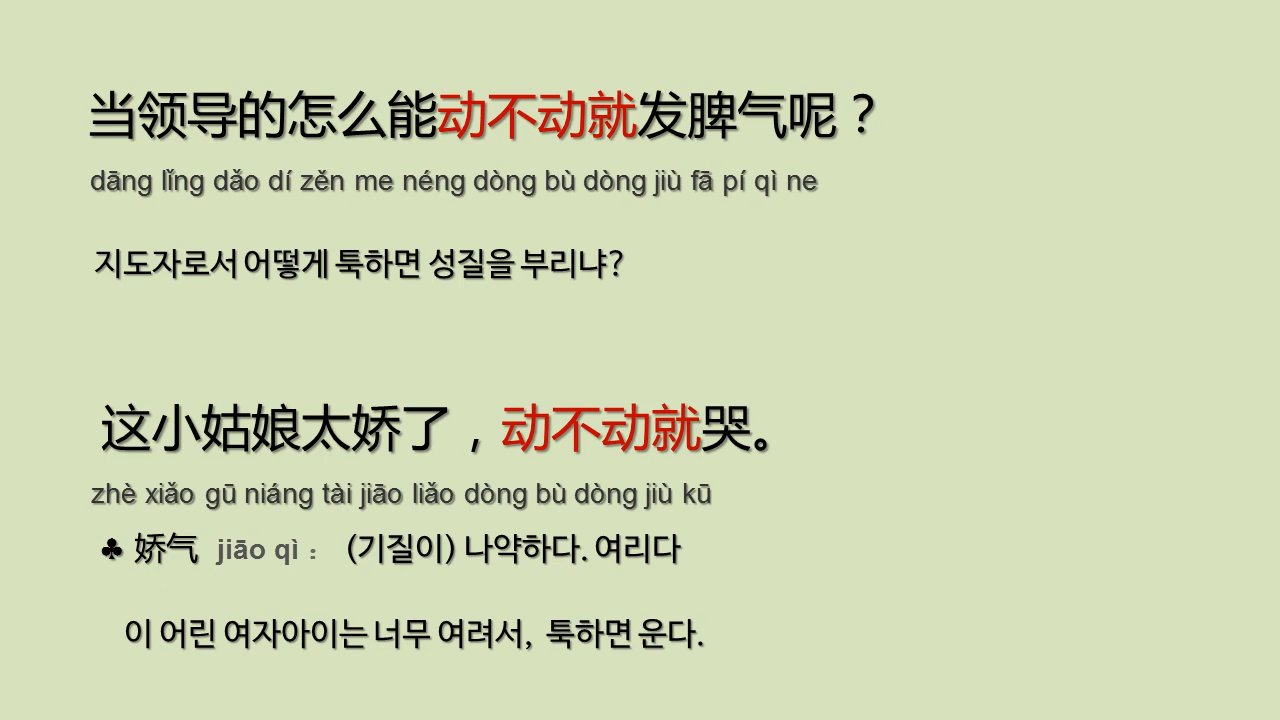 当领导的怎么能动不动就发脾气呢？
dāng lǐng dǎo dí zěn me néng dòng bù dòng jiù fā pí qì ne
지도자로서 어떻게 툭하면 성질을 부리냐?
这小姑娘太娇了，动不动就哭。
zhè xiǎo gū niáng tài jiāo liǎo dòng bù dòng jiù kū
♣ 娇气 jiāo qì： (기질이) 나약하다. 여리다
이 어린 여자아이는 너무 여려서, 툭하면 운다.